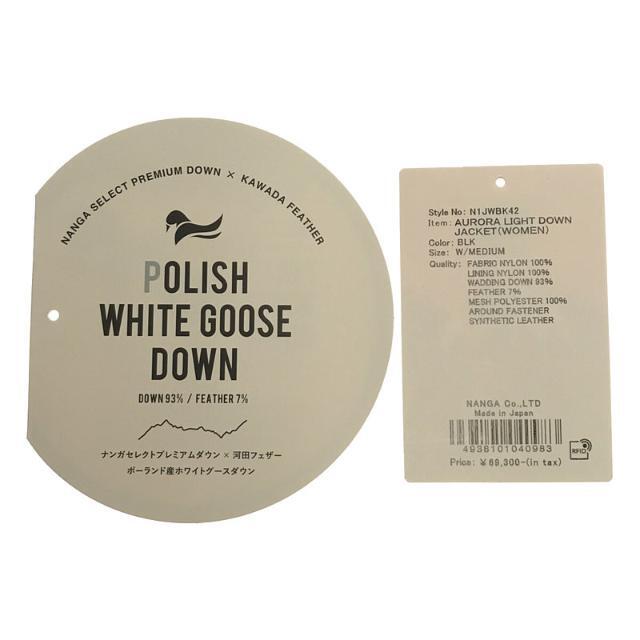 NANGA SELECT PREMIUM DOWN × KAWADA FEATHER
POLISH
WHITE GOOSE
DOWN
DOWN 93% / FEATHER 7%
ナンガセレクトプレミアムダウン × 河田フェザー
ポーランド産ホワイトグースダウン
Style No: N1JWBK42
Item: AURORA LIGHT DOWN
JACKET(WOMEN)
Color: BLK
Size: W/MEDIUM
Quality: FABRIC NYLON 100%
LINING NYLON 100%
WADDING DOWN 93%
FEATHER 7%
MESH POLYESTER 100%
AROUND FASTENER
SYNTHETIC LEATHER
NANGA Co.,LTD
Made in Japan
4938101040983
RFID
Price: ¥69,300-(in tax)